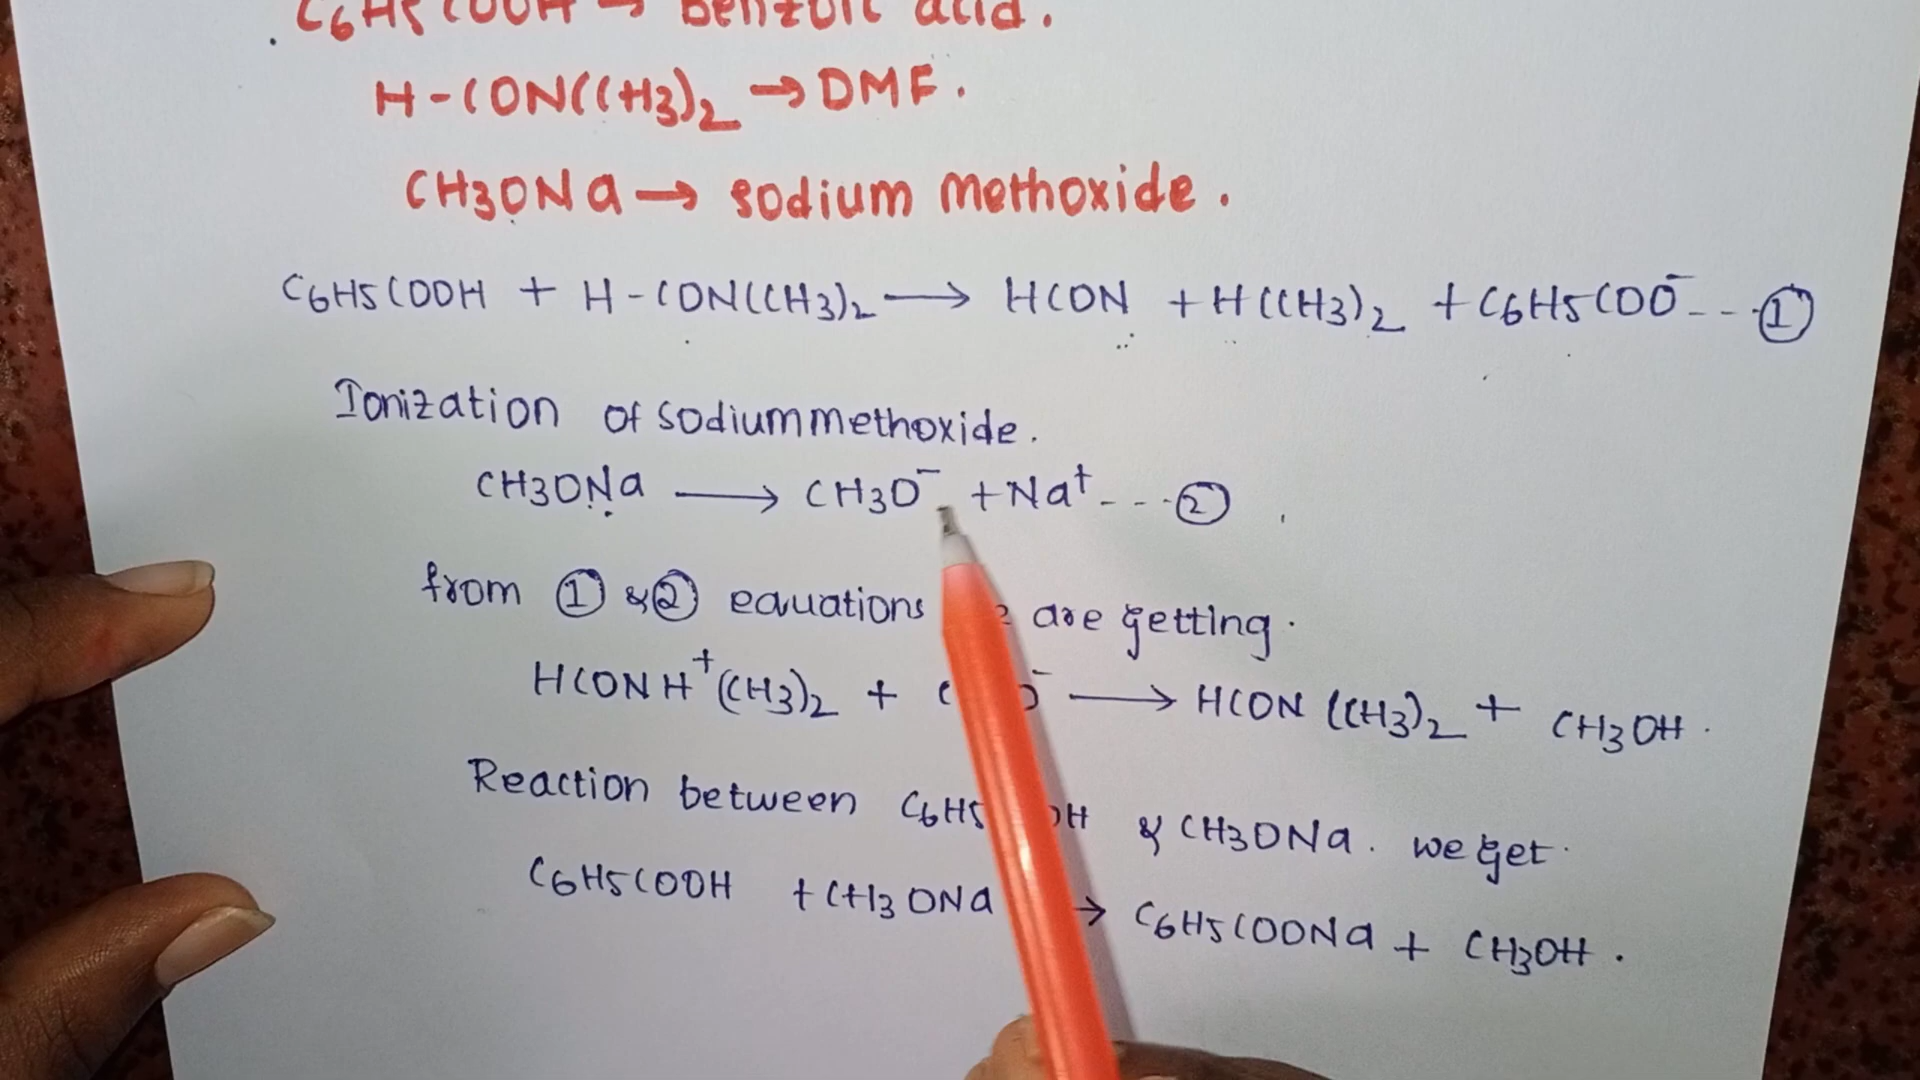 C6H5COOH → benzoic acid.
H-CON(CH3)2 → DMF.
CH3ONa → sodium methoxide.
C6H5COOH + H-CON(CH3)2 → HCON + H(CH3)2 + C6H5COO⁻ --- ①
Ionization of sodium methoxide.
CH3ONa → CH3O⁻ + Na⁺ --- ②
from ① & ② equations are getting.
HCONH⁺(CH3)2 + → HCON (CH3)2 + CH3OH.
Reaction between & CH3ONa. we get
C6H5COOH + CH3ONa → C6H5COONa + CH3OH.